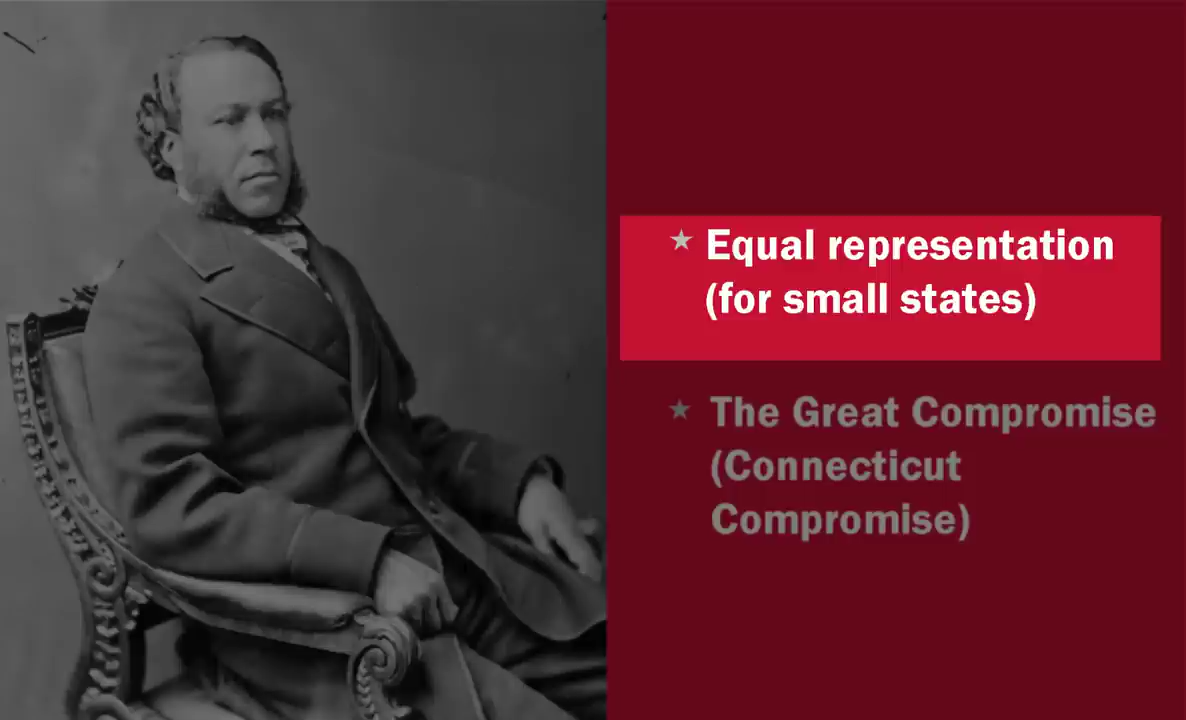 ★ Equal representation
(for small states)
★ The Great Compromise
(Connecticut
Compromise)